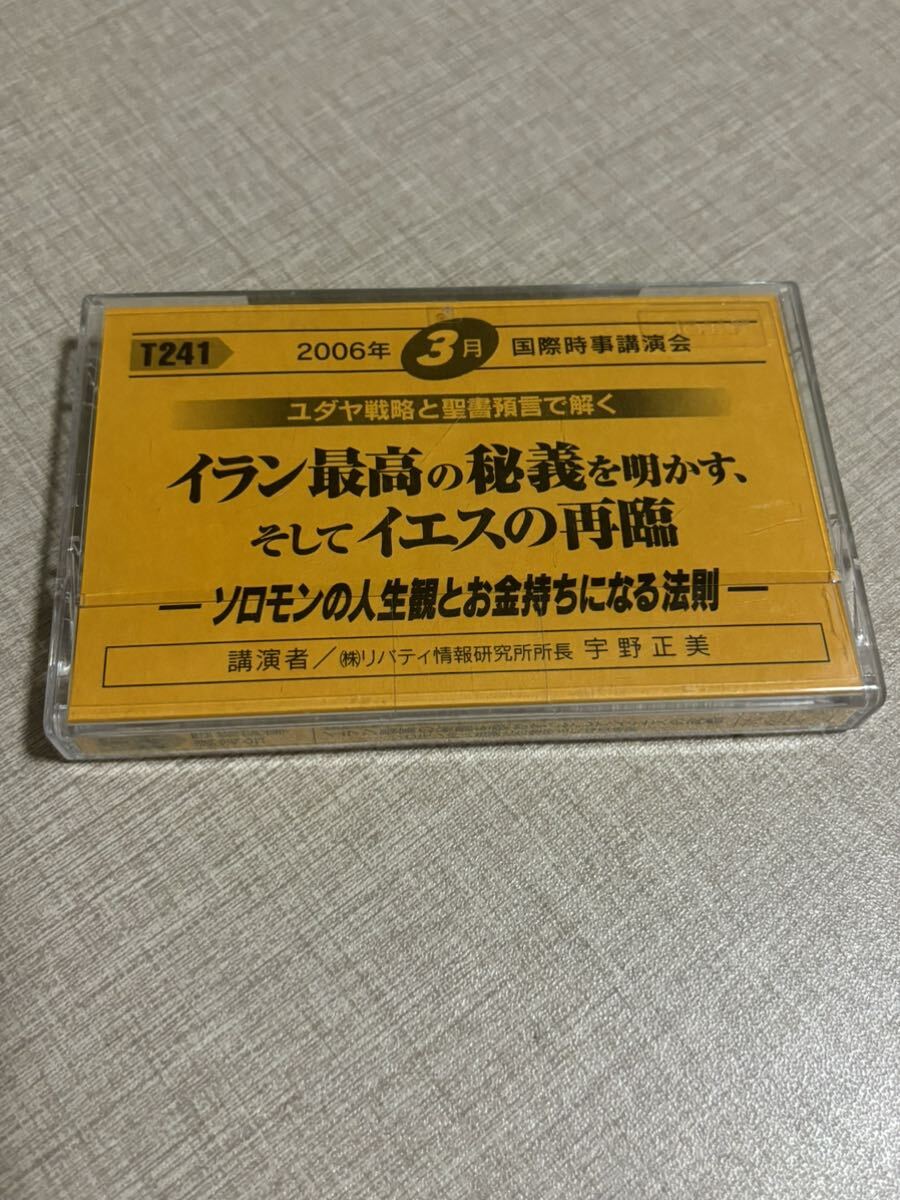 T241
2006年 3月 国際時事講演会
ユダヤ戦略と聖書預言で解く
イラン最高の秘義を明かす、
そしてイエスの再臨
―ソロモンの人生観とお金持ちになる法則―
講演者／㈱リバティ情報研究所所長 宇野正美